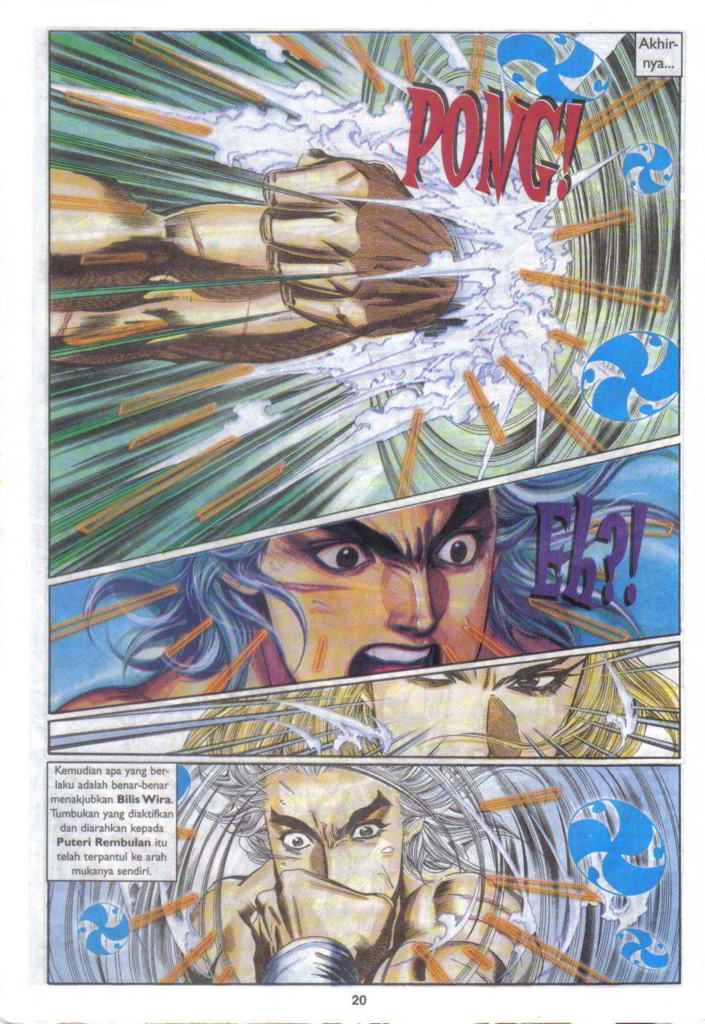 Akhir-
nya...
PONG!
Eh?!
Kemudian apa yang ber-
laku adalah benar-benar
menakjubkan Bilis Wira.
Tumbukan yang diaktifkan
dan diarahkan kepada
Puteri Rembulan itu
telah terpantul ke arah
mukanya sendiri.
20